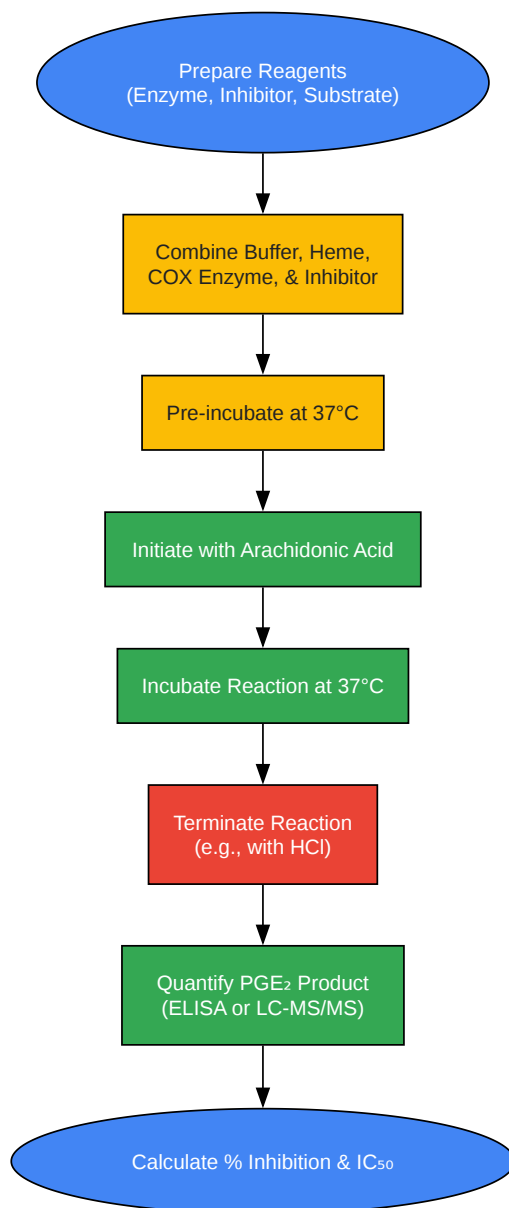 Prepare Reagents
(Enzyme, Inhibitor, Substrate)
Combine Buffer, Heme,
COX Enzyme, & Inhibitor
Pre-incubate at 37°C
Initiate with Arachidonic Acid
Incubate Reaction at 37°C
Terminate Reaction
(e.g., with HCl)
Quantify PGE₂ Product
(ELISA or LC-MS/MS)
Calculate % Inhibition & IC₅₀